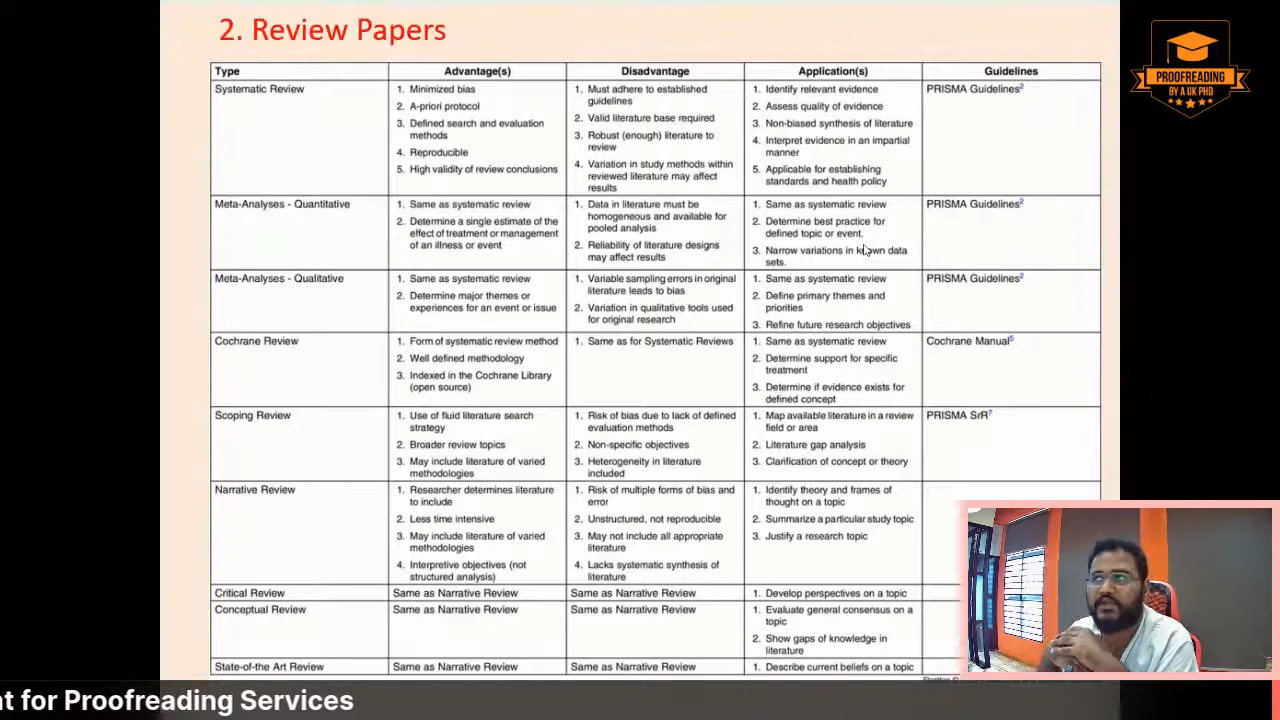 2. Review Papers
PROOFREADING
BY A UK PHD
Type Advantage(s) Disadvantage Application(s) Guidelines
Systematic Review
1. Minimized bias
2. A-priori protocol
3. Defined search and evaluation
methods
4. Reproducible
5. High validity of review conclusions
1. Must adhere to established
guidelines
2. Valid literature base required
3. Robust (enough) literature to
review
4. Variation in study methods within
reviewed literature may affect
results
1. Identify relevant evidence
2. Assess quality of evidence
3. Non-biased synthesis of literature
4. Interpret evidence in an impartial
manner
5. Applicable for establishing
standards and health policy
PRISMA Guidelines2
Meta-Analyses - Quantitative
1. Same as systematic review
2. Determine a single estimate of the
effect of treatment or management
of an illness or event
1. Data in literature must be
homogeneous and available for
pooled analysis
2. Reliability of literature designs
may affect results
1. Same as systematic review
2. Determine best practice for
defined topic or event.
3. Narrow variations in known data
sets.
PRISMA Guidelines2
Meta-Analyses - Qualitative
1. Same as systematic review
2. Determine major themes or
experiences for an event or issue
1. Variable sampling errors in original
literature leads to bias
2. Variation in qualitative tools used
for original research
1. Same as systematic review
2. Define primary themes and
priorities
3. Refine future research objectives
PRISMA Guidelines2
Cochrane Review
1. Form of systematic review method
2. Well defined methodology
3. Indexed in the Cochrane Library
(open source)
1. Same as for Systematic Reviews
1. Same as systematic review
2. Determine support for specific
treatment
3. Determine if evidence exists for
defined concept
Cochrane Manual5
Scoping Review
1. Use of fluid literature search
strategy
2. Broader review topics
3. May include literature of varied
methodologies
1. Risk of bias due to lack of defined
evaluation methods
2. Non-specific objectives
3. Heterogeneity in literature
included
1. Map available literature in a review
field or area
2. Literature gap analysis
3. Clarification of concept or theory
PRISMA SrR7
Narrative Review
1. Researcher determines literature
to include
2. Less time intensive
3. May include literature of varied
methodologies
4. Interpretive objectives (not
structured analysis)
1. Risk of multiple forms of bias and
error
2. Unstructured, not reproducible
3. May not include all appropriate
literature
4. Lacks systematic synthesis of
literature
1. Identify theory and frames of
thought on a topic
2. Summarize a particular study topic
3. Justify a research topic
Critical Review
Same as Narrative Review
Same as Narrative Review
1. Develop perspectives on a topic
Conceptual Review
Same as Narrative Review
Same as Narrative Review
1. Evaluate general consensus on a
topic
2. Show gaps of knowledge in
literature
State-of-the Art Review
Same as Narrative Review
Same as Narrative Review
1. Describe current beliefs on a topic
t for Proofreading Services